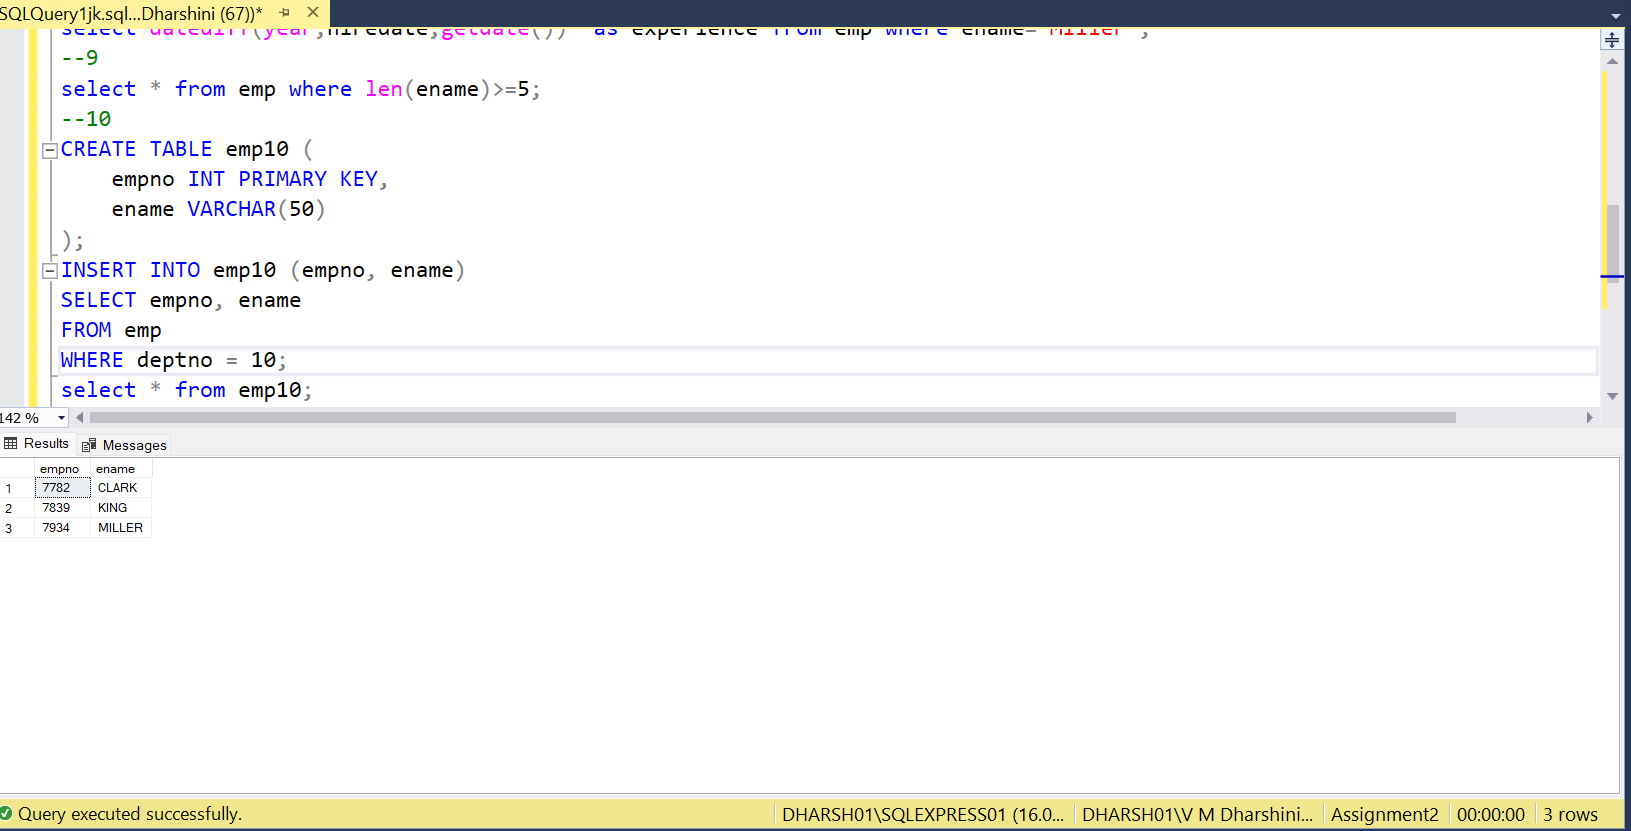 SQLQuery1jk.sql...Dharshini (67))*
select datediff(year,hiredate,getdate()) as experience from emp where ename='Miller' ;
--9
select * from emp where len(ename)>=5;
--10
CREATE TABLE emp10 (
empno INT PRIMARY KEY,
ename VARCHAR(50)
);
INSERT INTO emp10 (empno, ename)
SELECT empno, ename
FROM emp
WHERE deptno = 10;
select * from emp10;
142 %
Results Messages
empno ename
1 7782 CLARK
2 7839 KING
3 7934 MILLER
Query executed successfully. DHARSH01\SQLEXPRESS01 (16.0... DHARSH01\V M Dharshini... Assignment2 00:00:00 3 rows